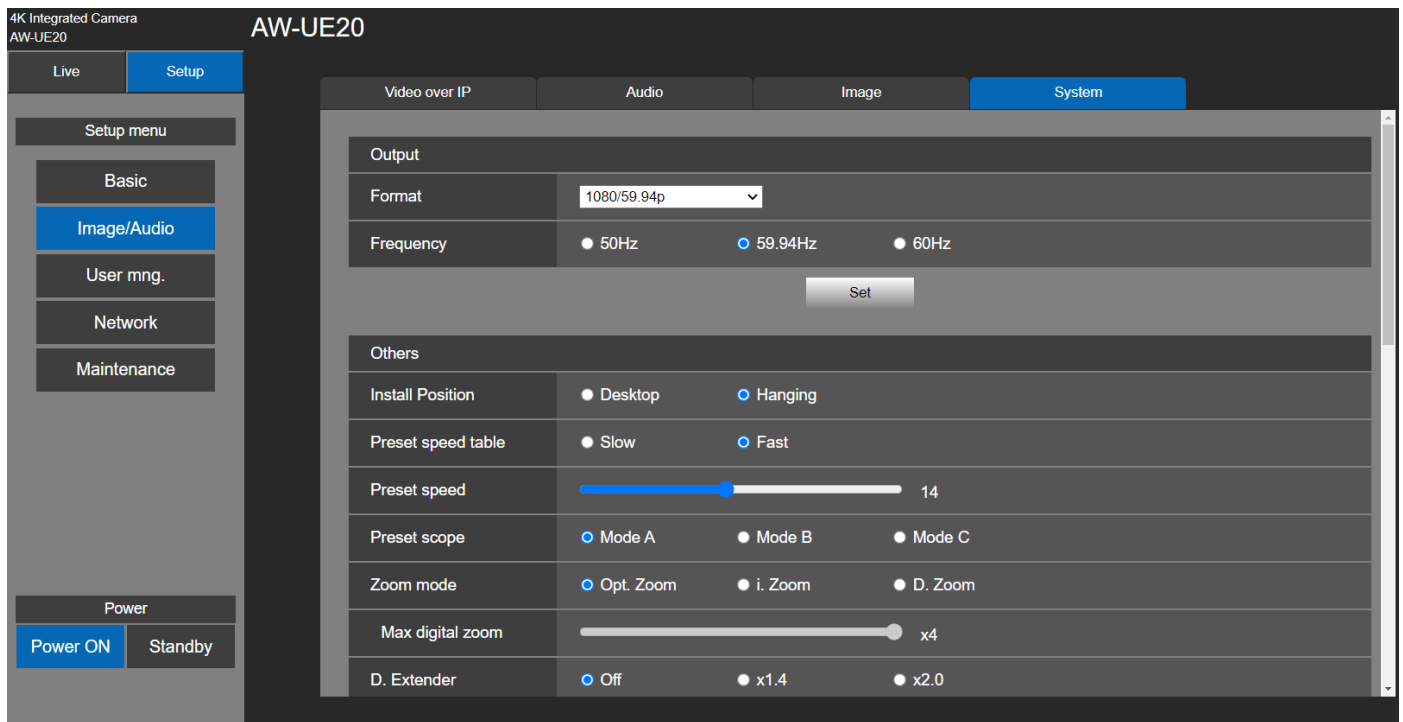 4K Integrated Camera
AW-UE20
AW-UE20
Live Setup
Setup menu
Basic
Image/Audio
User mng.
Network
Maintenance
Power
Power ON Standby
Video over IP Audio Image System
Output
Format 1080/59.94p
Frequency 50Hz 59.94Hz 60Hz
Set
Others
Install Position Desktop Hanging
Preset speed table Slow Fast
Preset speed 14
Preset scope Mode A Mode B Mode C
Zoom mode Opt. Zoom i. Zoom D. Zoom
Max digital zoom x4
D. Extender Off x1.4 x2.0